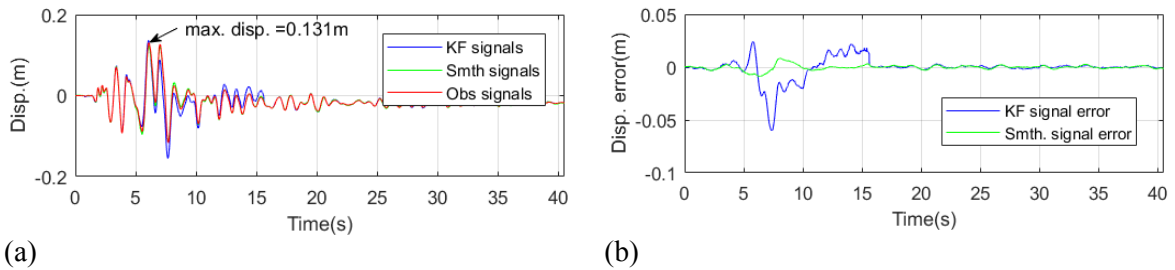 max. disp. =0.131m
KF signals
Smth signals
Obs signals
Disp.(m)
0.2
0
-0.2
0 5 10 15 20 25 30 35 40
Time(s)
(a)
KF signal error
Smth. signal error
Disp. error(m)
0.05
0
-0.05
-0.1
0 5 10 15 20 25 30 35 40
Time(s)
(b)